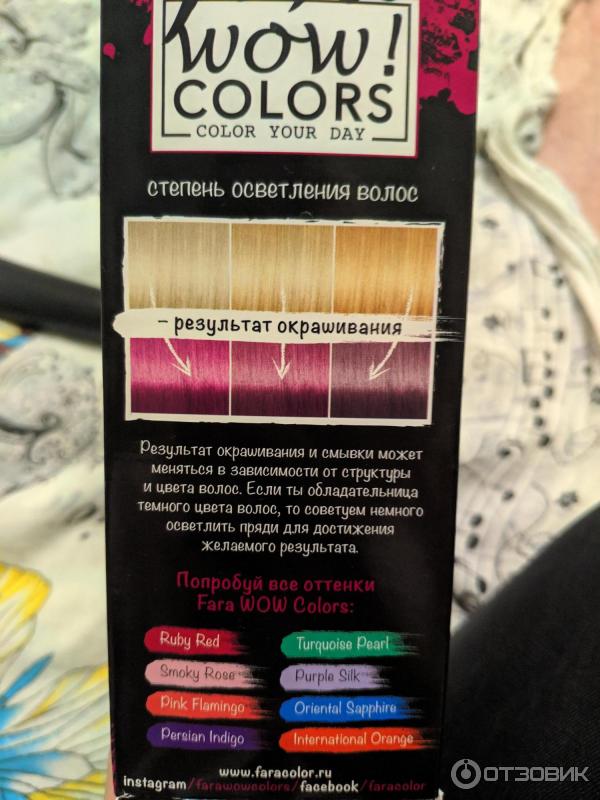 WOW!
COLORS
COLOR YOUR DAY
СТЕПЕНЬ ОСВЕТЛЕНИЯ ВОЛОС
– РЕЗУЛЬТАТ ОКРАШИВАНИЯ
Результат окрашивания и смывки может
меняться в зависимости от структуры
и цвета волос. Если ты обладательница
темного цвета волос, то советуем немного
осветлить пряди для достижения
желаемого результата.
Попробуй все оттенки
Fara WOW Colors:
Ruby Red
Turquoise Pearl
Smoky Rose
Purple Silk
Pink Flamingo
Oriental Sapphire
Persian Indigo
International Orange
www.faracolor.ru
instagram/farawowcolors/facebook/faracolor
ОТЗОВИК